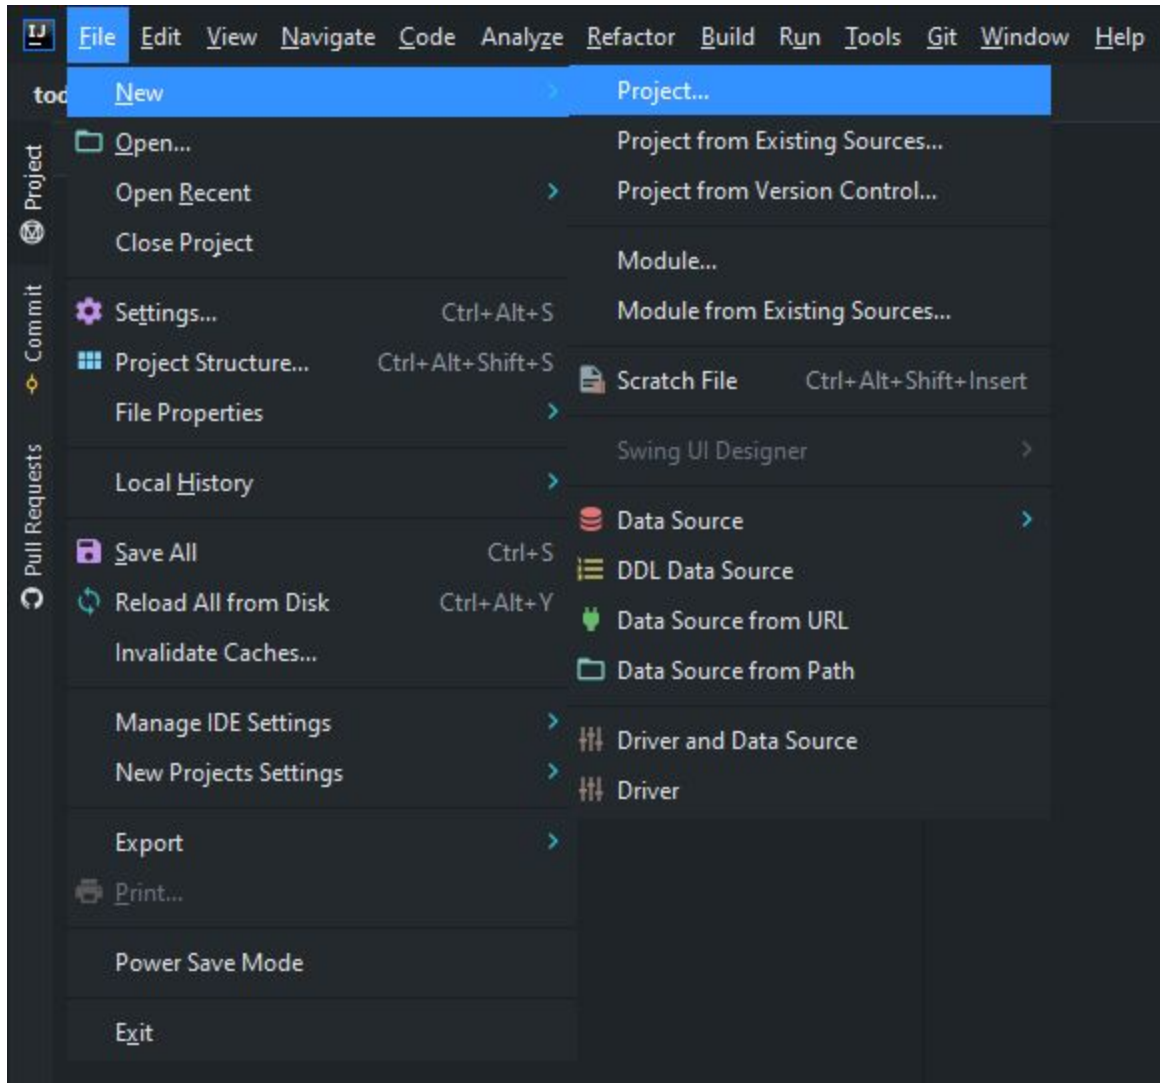 IJ
File Edit View Navigate Code Analyze Refactor Build Run Tools Git Window Help
Project
Commit
Pull Requests
New
Open...
Open Recent
Close Project
Settings... Ctrl+Alt+S
Project Structure... Ctrl+Alt+Shift+S
File Properties
Local History
Save All Ctrl+S
Reload All from Disk Ctrl+Alt+Y
Invalidate Caches...
Manage IDE Settings
New Projects Settings
Export
Print...
Power Save Mode
Exit
Project...
Project from Existing Sources...
Project from Version Control...
Module...
Module from Existing Sources...
Scratch File Ctrl+Alt+Shift+Insert
Swing UI Designer
Data Source
DDL Data Source
Data Source from URL
Data Source from Path
Driver and Data Source
Driver